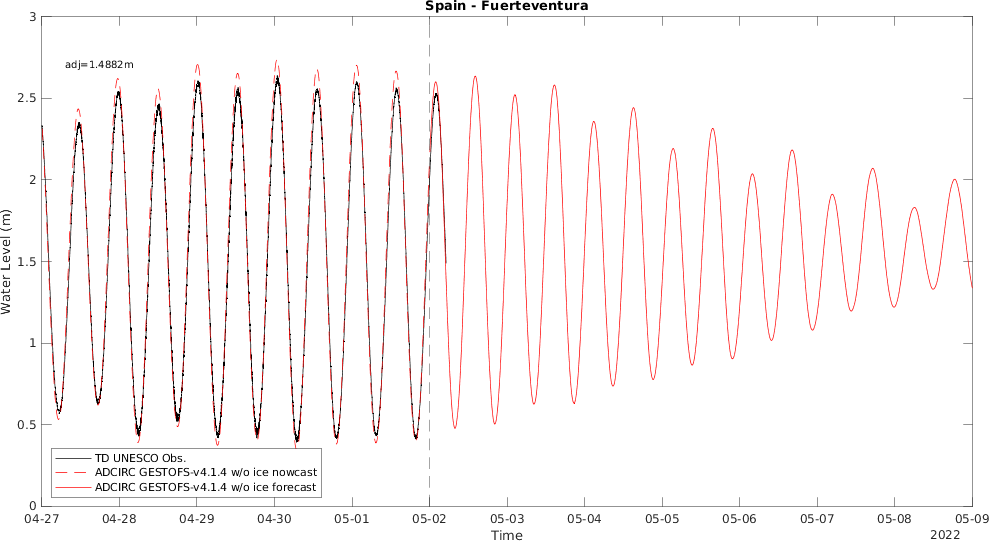 Spain - Fuerteventura
adj=1.4882m
3
2.5
2
1.5
1
0.5
0
Water Level (m)
TD UNESCO Obs.
ADCIRC GESTOFS-v4.1.4 w/o ice nowcast
ADCIRC GESTOFS-v4.1.4 w/o ice forecast
04-27 04-28 04-29 04-30 05-01 05-02 05-03 05-04 05-05 05-06 05-07 05-08 05-09
Time
2022